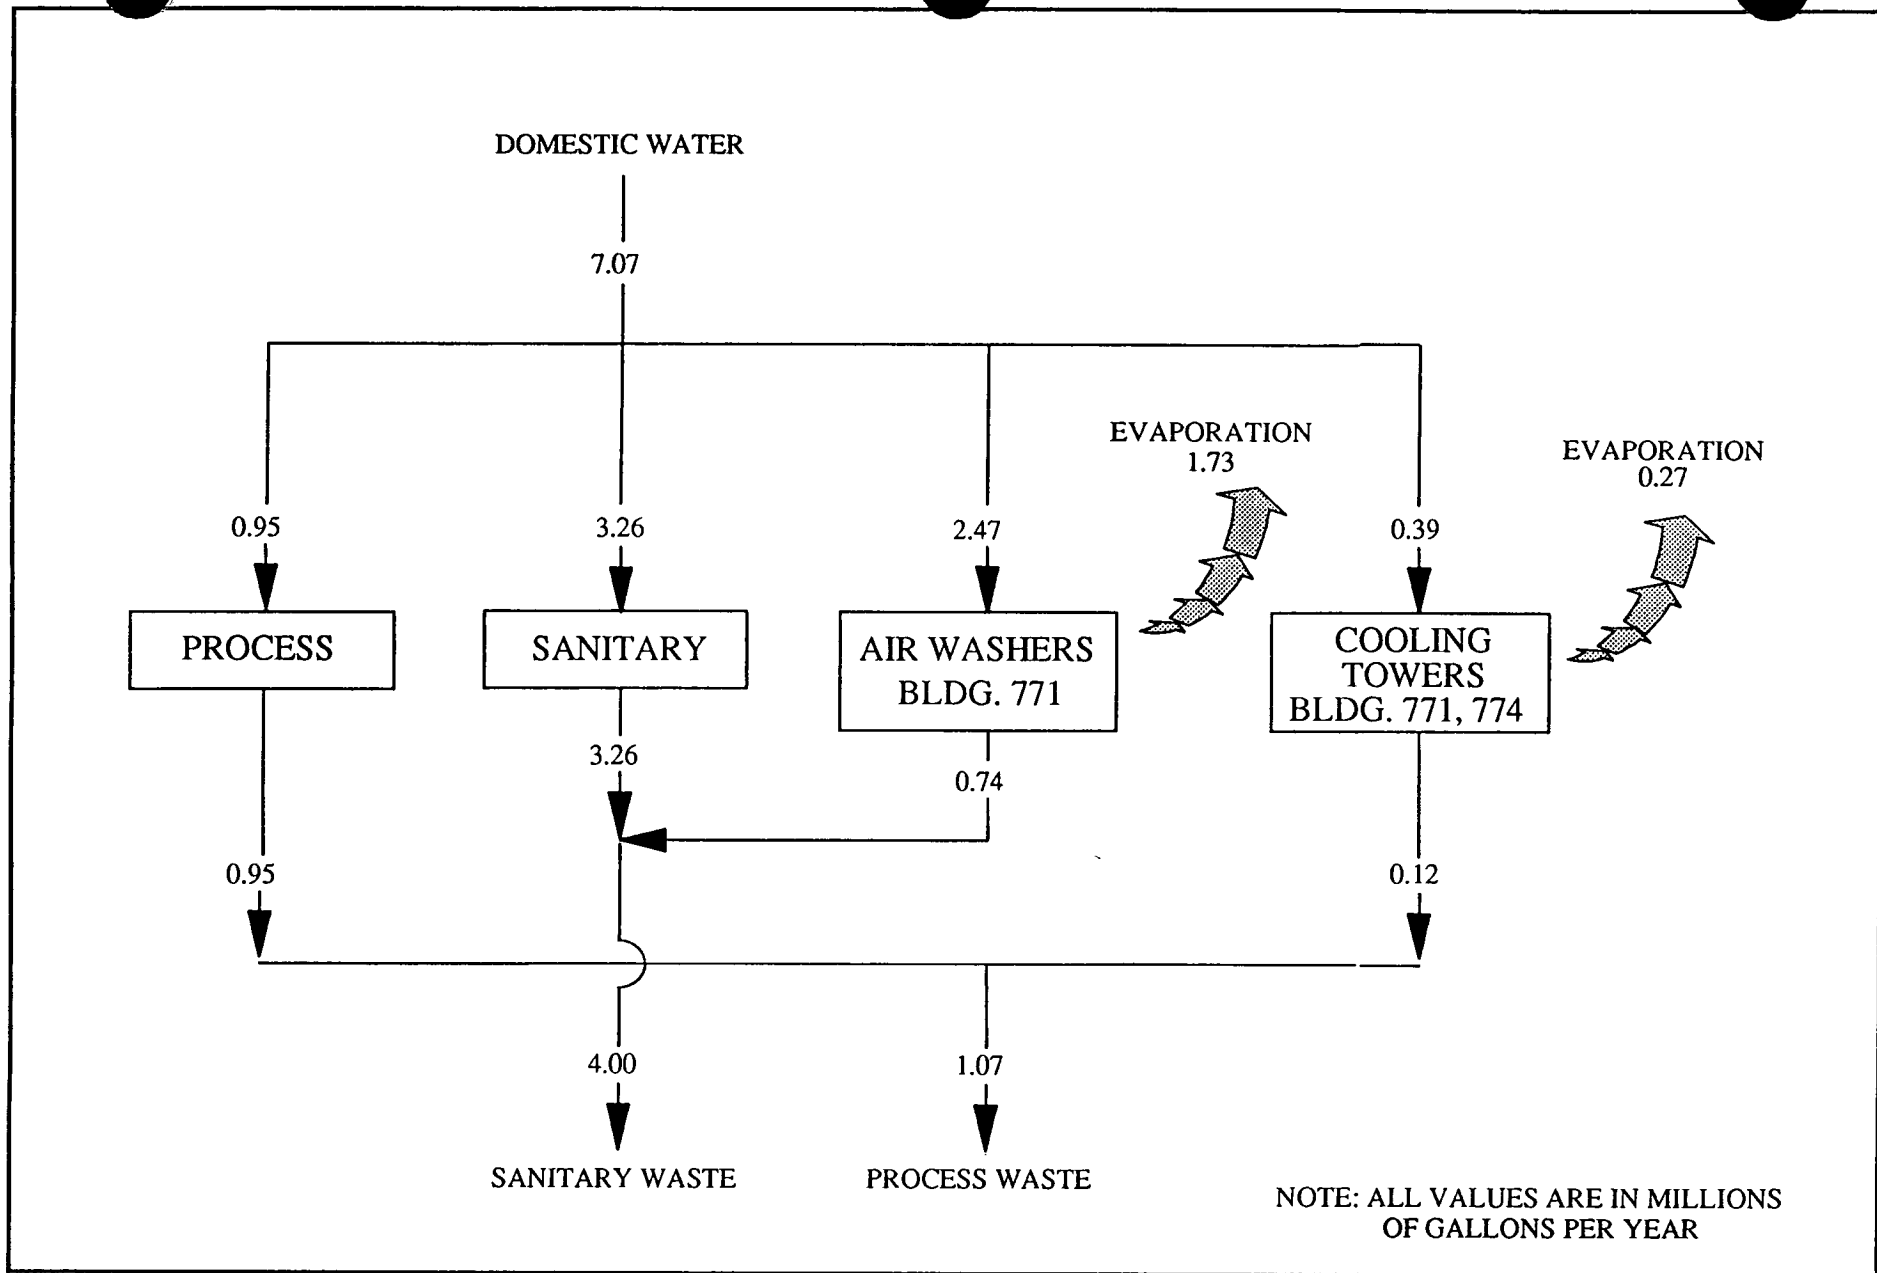 DOMESTIC WATER
7.07
EVAPORATION
1.73
EVAPORATION
0.27
0.95
3.26
2.47
0.39
PROCESS
SANITARY
AIR WASHERS
BLDG. 771
COOLING
TOWERS
BLDG. 771, 774
3.26
0.74
0.95
0.12
4.00
1.07
SANITARY WASTE
PROCESS WASTE
NOTE: ALL VALUES ARE IN MILLIONS
OF GALLONS PER YEAR